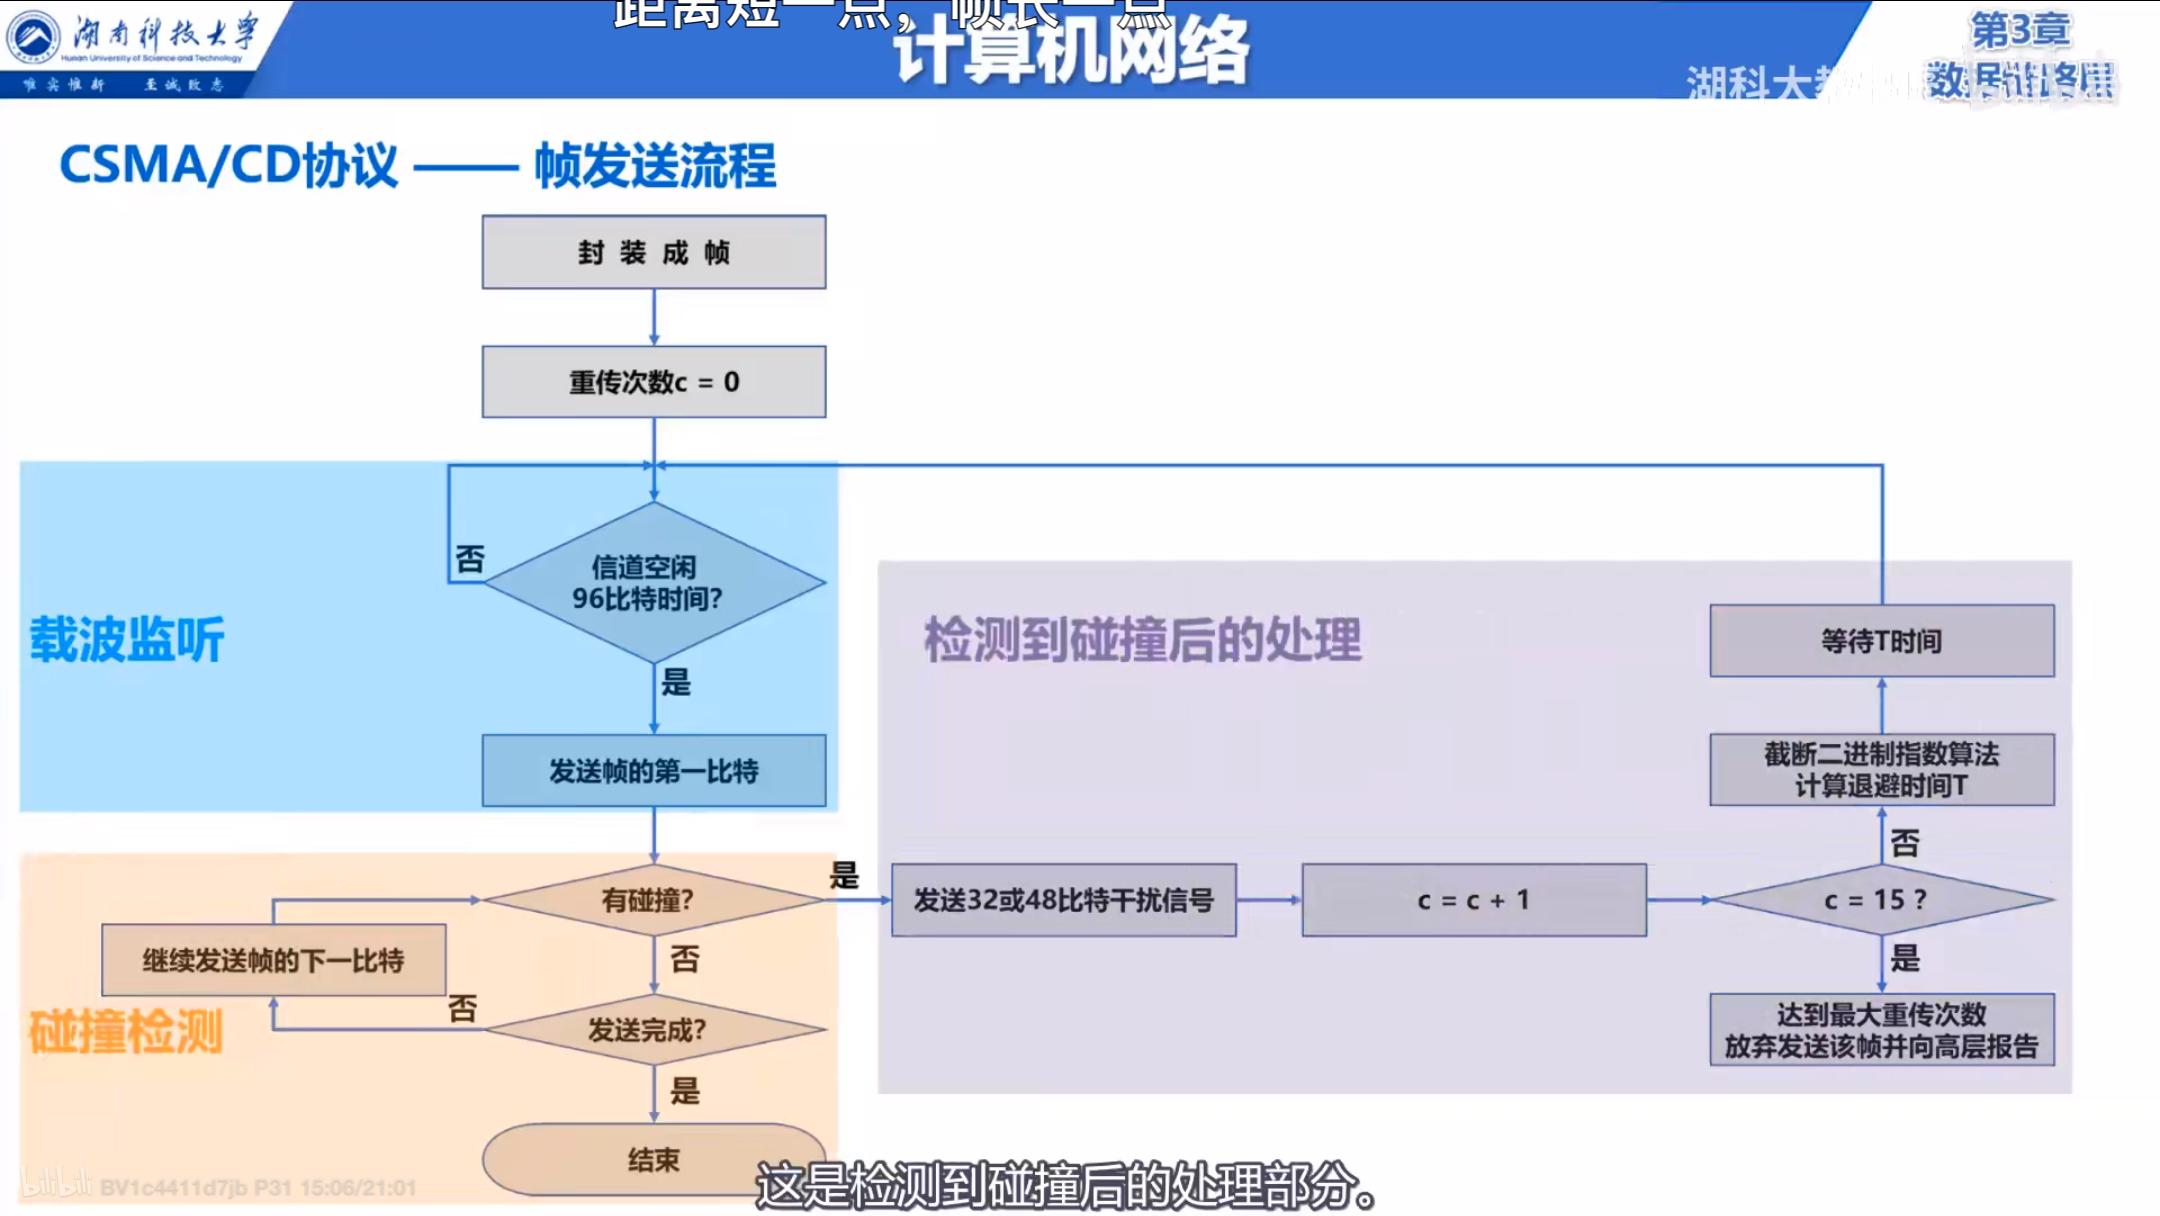 距离短一点，帧长一点
湖南科技大学
Hunan University of Science and Technology
唯实惟新 至诚致志
计算机网络
第3章
数据链路层
湖科大教
CSMA/CD协议 —— 帧发送流程
封 装 成 帧
重传次数c = 0
否
信道空闲
96比特时间?
载波监听
是
发送帧的第一比特
检测到碰撞后的处理
等待T时间
截断二进制指数算法
计算退避时间T
否
有碰撞?
是
发送32或48比特干扰信号
c = c + 1
c = 15 ?
继续发送帧的下一比特
否
是
否
发送完成?
达到最大重传次数
放弃发送该帧并向高层报告
碰撞检测
是
结束
bilibili BV1c4411d7jb P31 15:06/21:01
这是检测到碰撞后的处理部分。